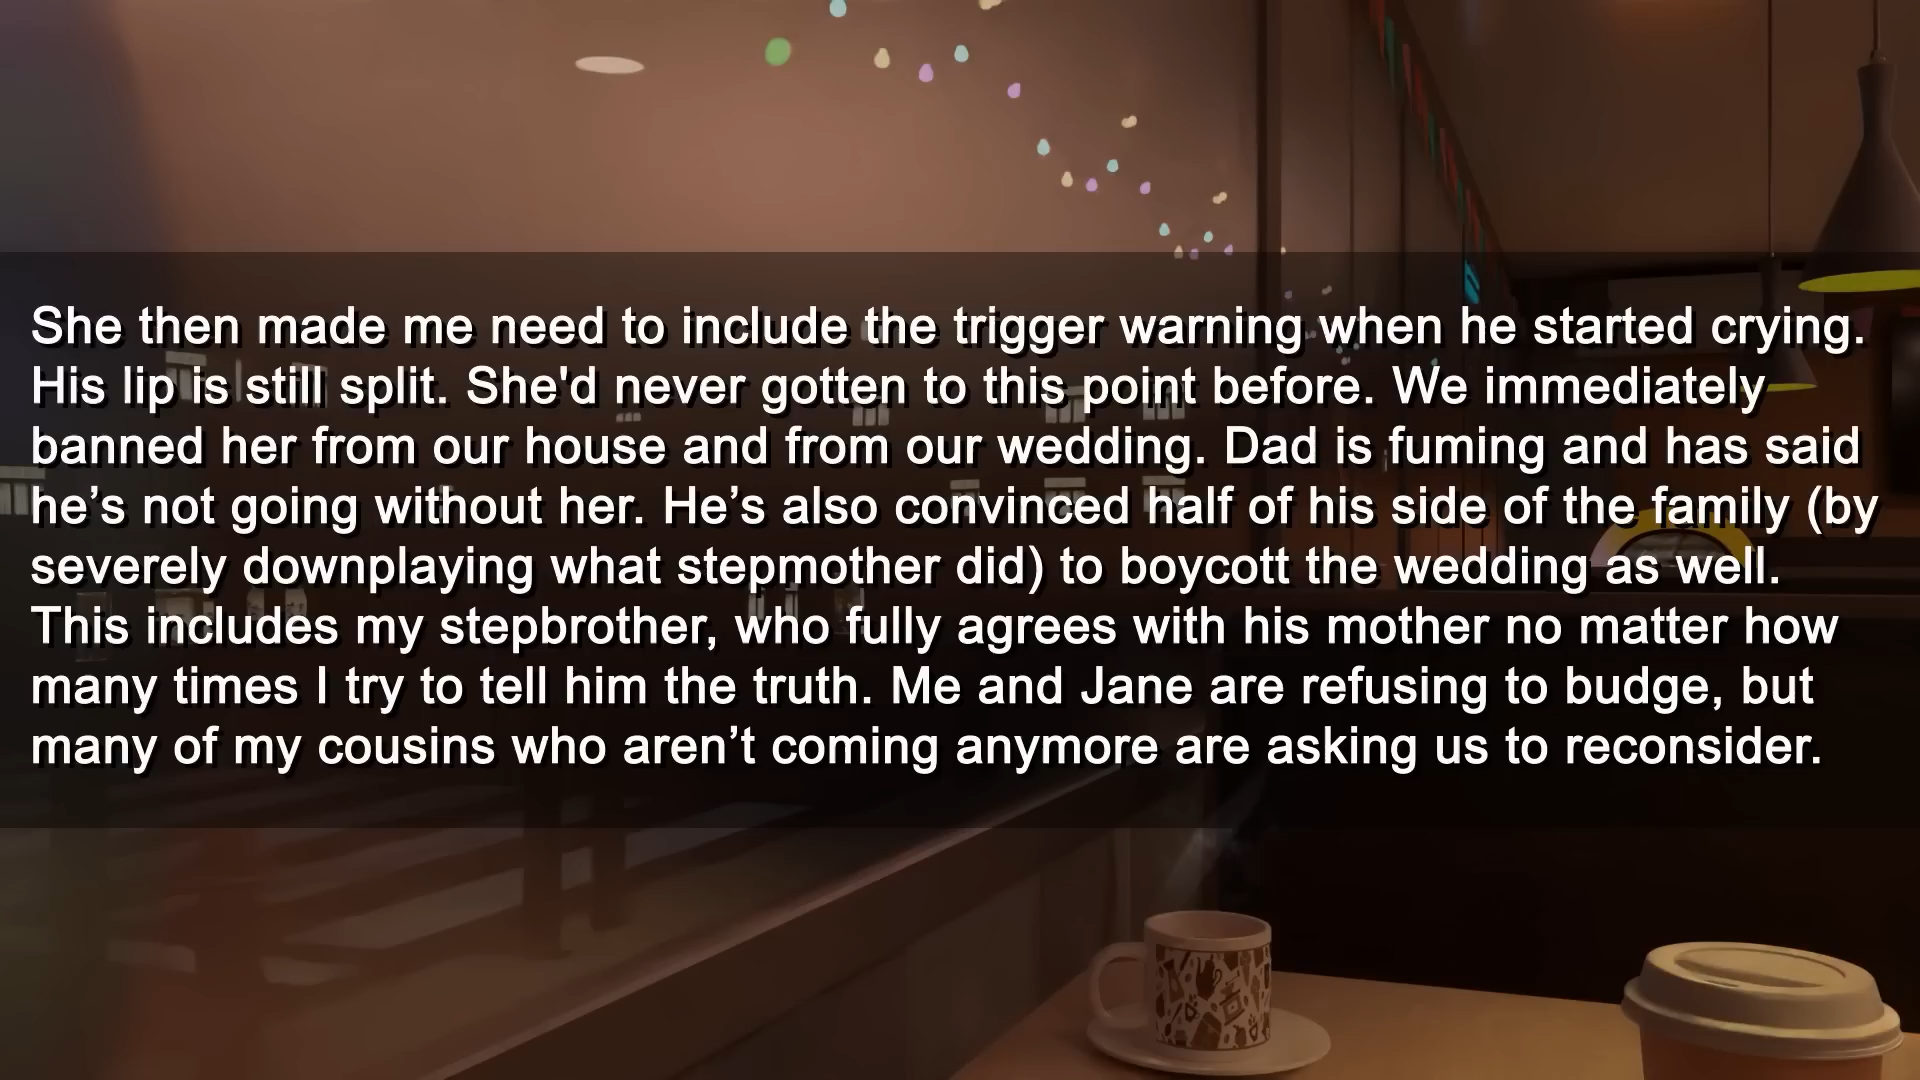 She then made me need to include the trigger warning when he started crying.
His lip is still split. She'd never gotten to this point before. We immediately
banned her from our house and from our wedding. Dad is fuming and has said
he’s not going without her. He’s also convinced half of his side of the family (by
severely downplaying what stepmother did) to boycott the wedding as well.
This includes my stepbrother, who fully agrees with his mother no matter how
many times I try to tell him the truth. Me and Jane are refusing to budge, but
many of my cousins who aren’t coming anymore are asking us to reconsider.